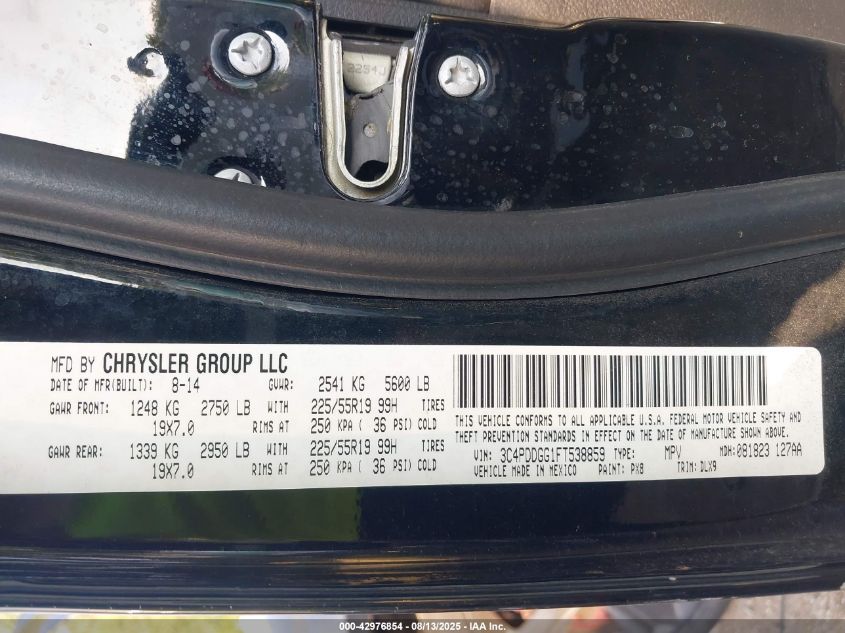 2254J
MFD BY CHRYSLER GROUP LLC
DATE OF MFR(BUILT): 8-14 GVWR: 2541 KG 5600 LB
GAWR FRONT: 1248 KG 2750 LB WITH 225/55R19 99H TIRES
19X7.0 RIMS AT 250 KPA ( 36 PSI) COLD
GAWR REAR: 1339 KG 2950 LB WITH 225/55R19 99H TIRES
19X7.0 RIMS AT 250 KPA ( 36 PSI) COLD
THIS VEHICLE CONFORMS TO ALL APPLICABLE U.S.A. FEDERAL MOTOR VEHICLE SAFETY AND
THEFT PREVENTION STANDARDS IN EFFECT ON THE DATE OF MANUFACTURE SHOWN ABOVE.
VIN: 3C4PDDGG1FT538859 TYPE: MPV MDH: 081823 127AA
VEHICLE MADE IN MEXICO PAINT: PX8 TRIM: DLX9
000-42976854 - 08/13/2025 - IAA Inc.